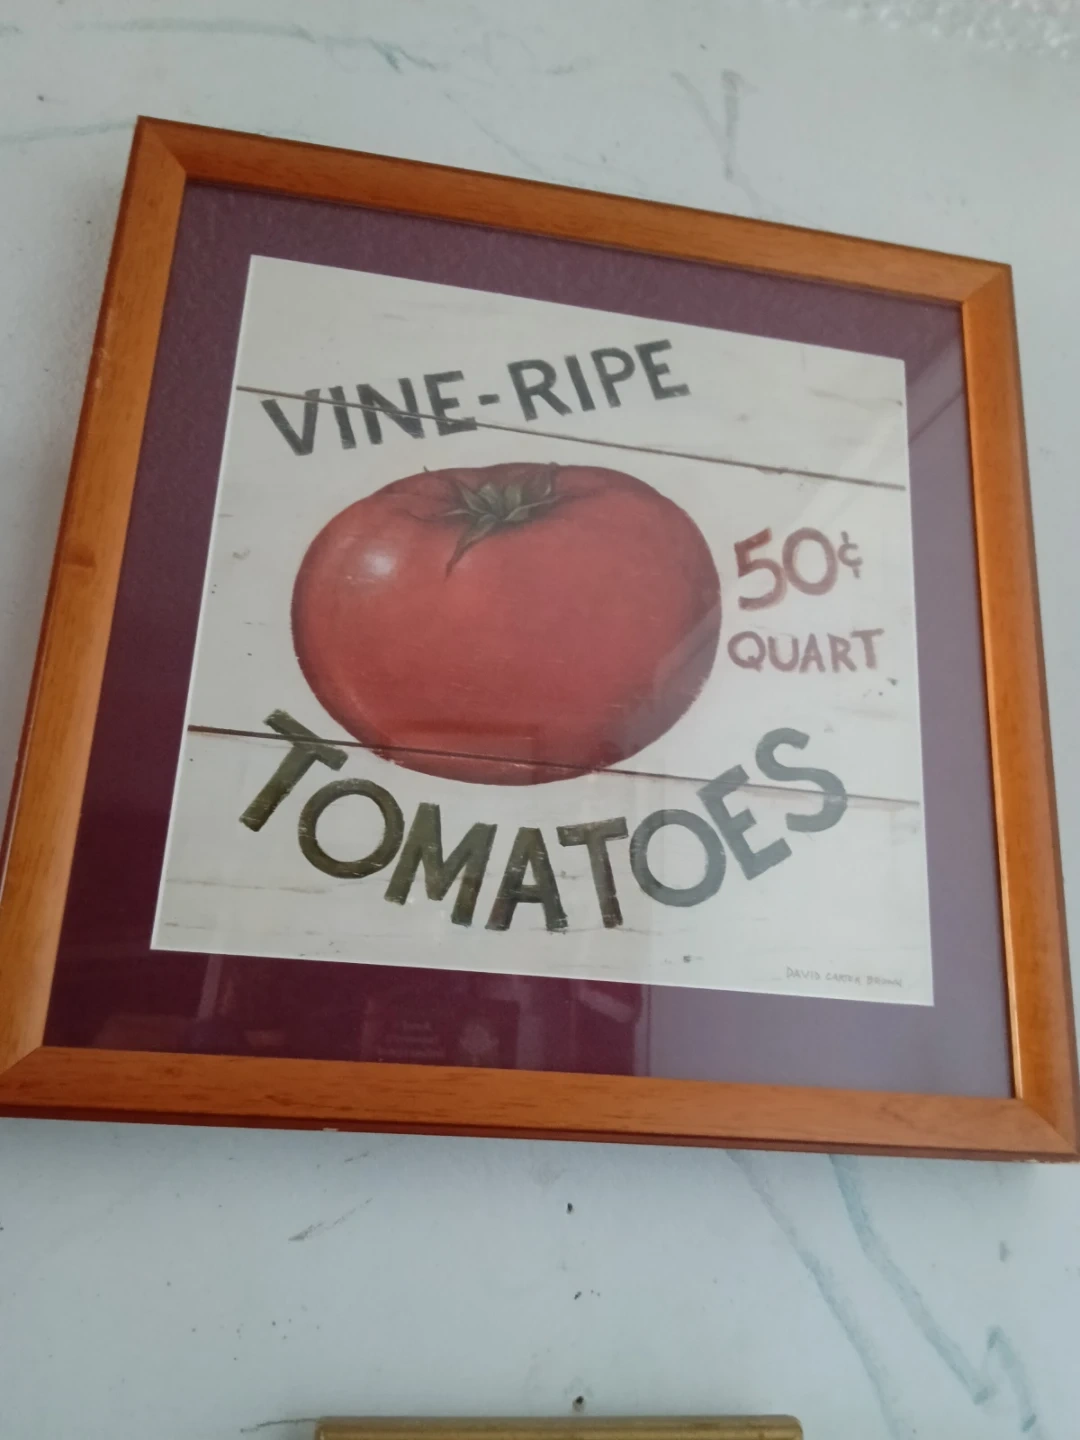 VINE-RIPE
50¢
QUART
TOMATOES
DAVID CARTER BROWN